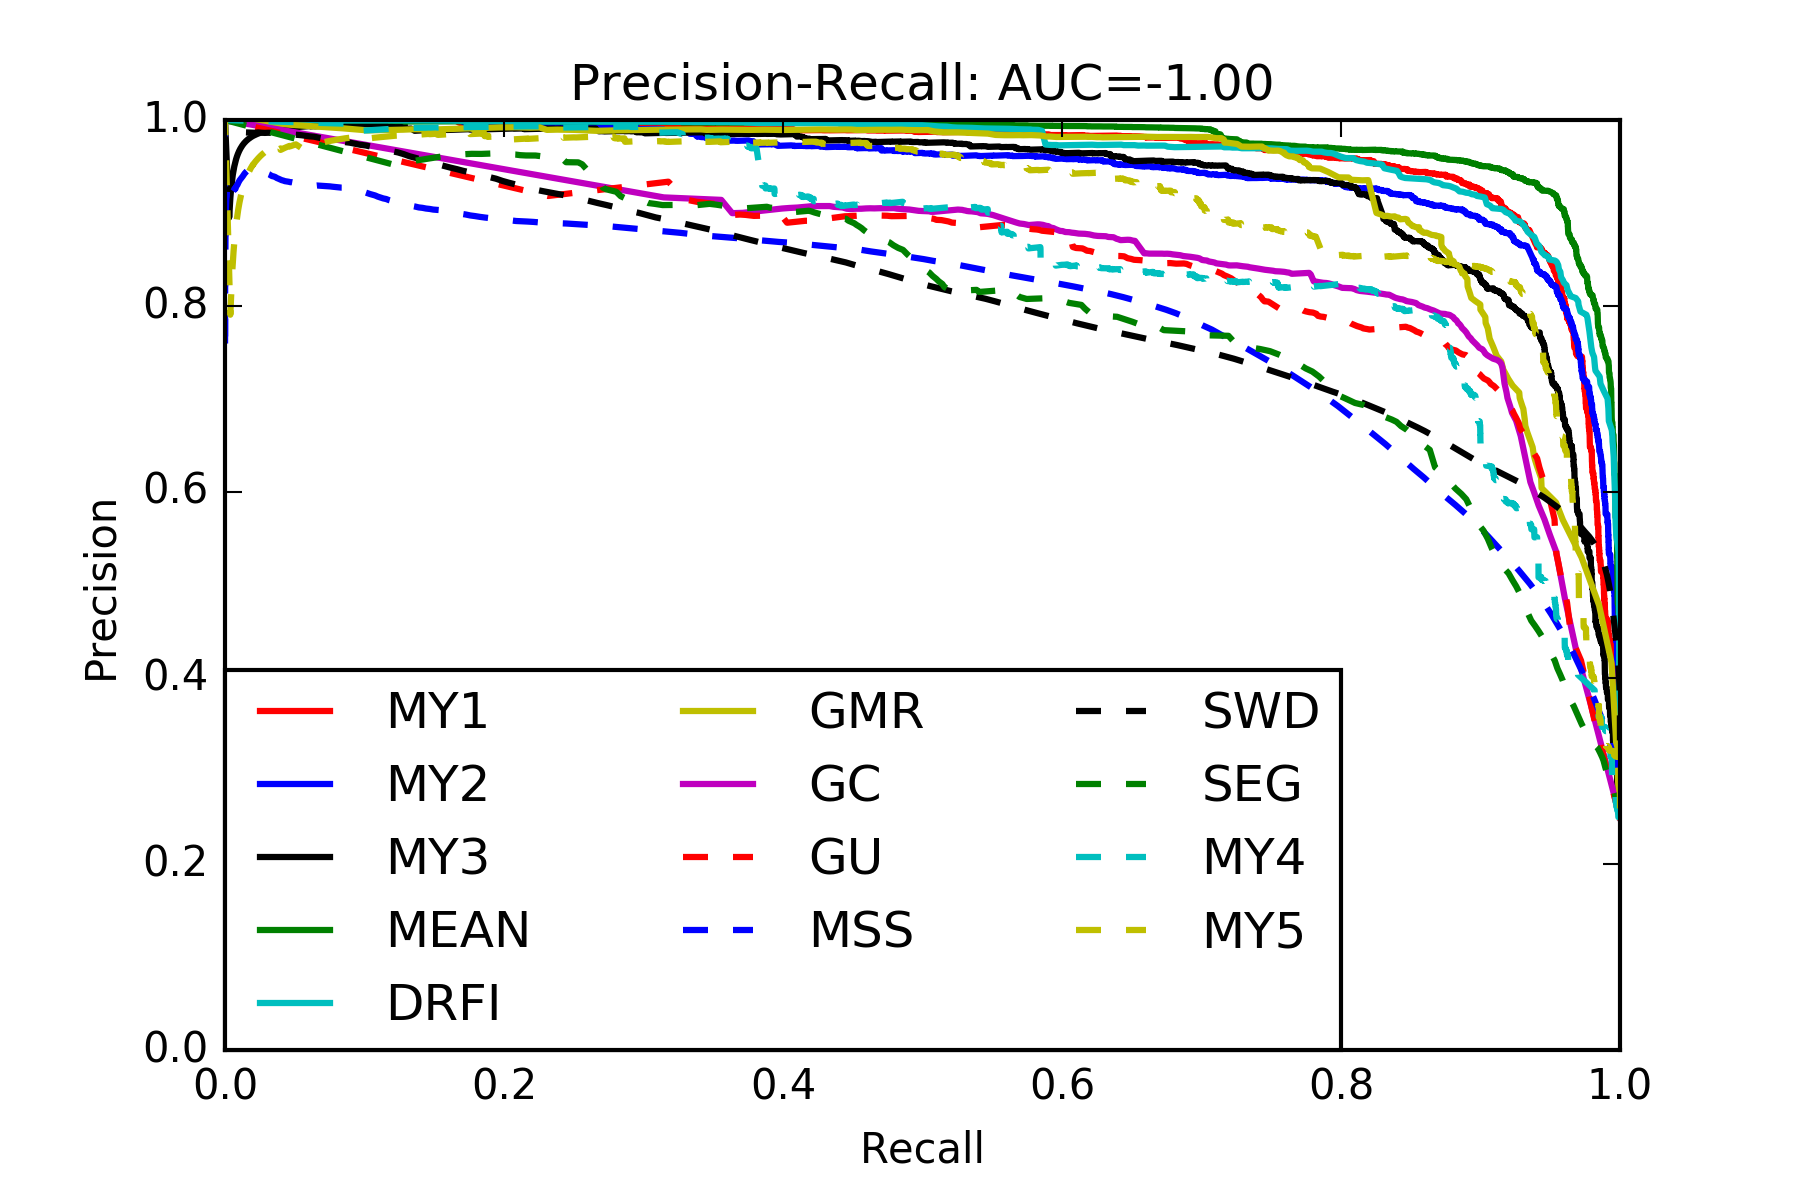 Precision-Recall: AUC=-1.00
1.0
0.8
0.6
0.4
0.2
0.0
Precision
MY1 GMR SWD
MY2 GC SEG
MY3 GU MY4
MEAN MSS MY5
DRFI
0.0 0.2 0.4 0.6 0.8 1.0
Recall